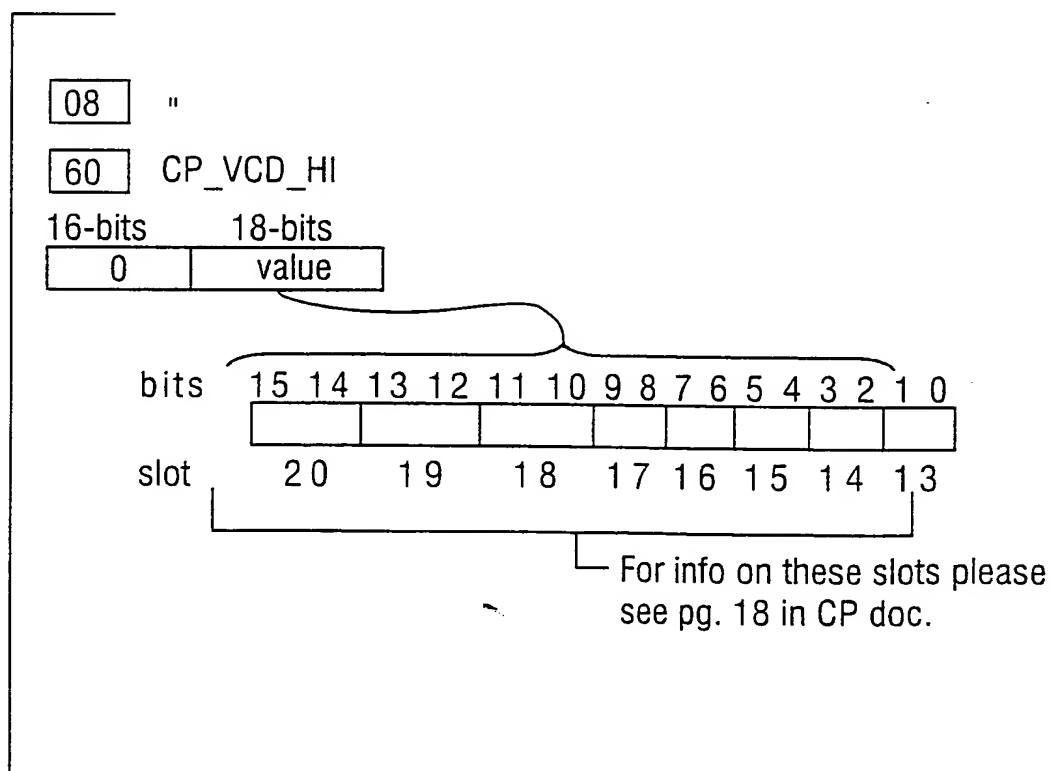 08 "
60 CP_VCD_HI
16-bits 18-bits
0 value
bits 15 14 13 12 11 10 9 8 7 6 5 4 3 2 1 0
slot 20 19 18 17 16 15 14 13
For info on these slots please
see pg. 18 in CP doc.